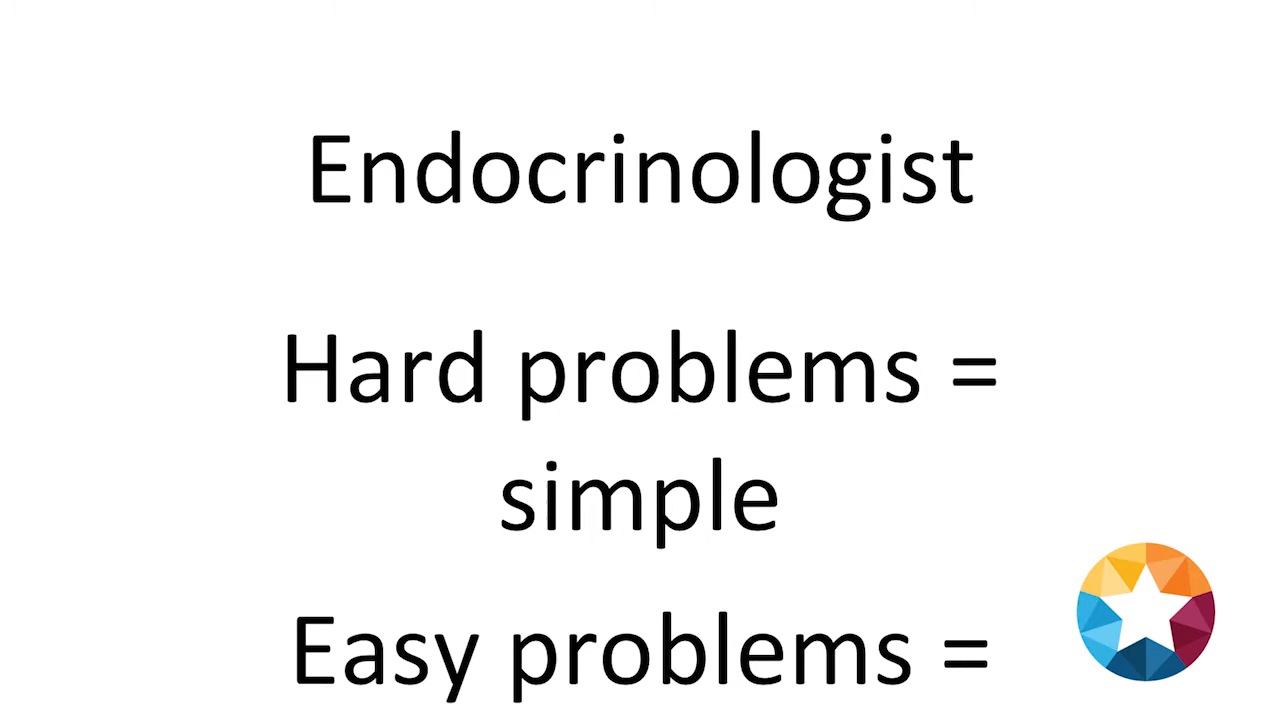 Endocrinologist
Hard problems =
simple
Easy problems =